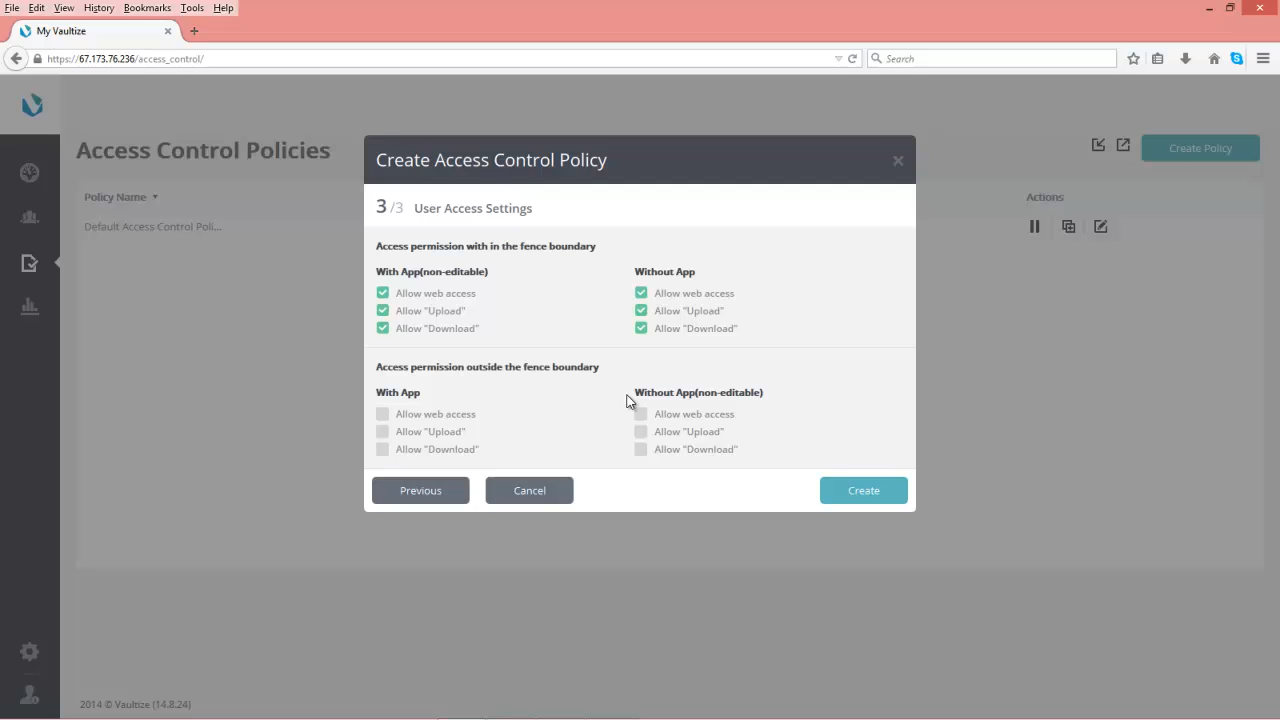 File Edit View History Bookmarks Tools Help
My Vaultize
https://67.173.76.236/access_control/
Search
Access Control Policies
Create Policy
Policy Name
Actions
Default Access Control Poli...
Create Access Control Policy
3 /3 User Access Settings
Access permission with in the fence boundary
With App(non-editable) Without App
Allow web access Allow web access
Allow "Upload" Allow "Upload"
Allow "Download" Allow "Download"
Access permission outside the fence boundary
With App Without App(non-editable)
Allow web access Allow web access
Allow "Upload" Allow "Upload"
Allow "Download" Allow "Download"
Previous Cancel Create
2014 © Vaultize (14.8.24)